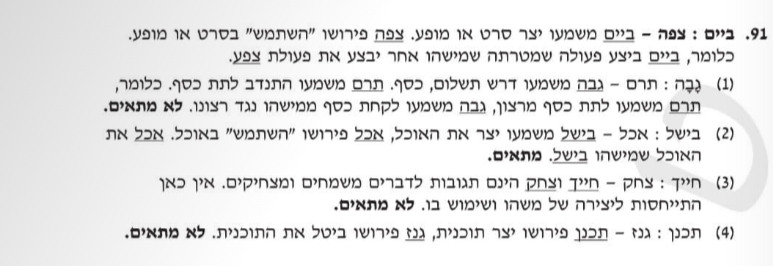 91. ביים : צפה – ביים משמעו יצר סרט או מופע. צפה פירושו "השתמש" בסרט או מופע.
כלומר, ביים ביצע פעולה שמטרתה שמישהו אחר יבצע את פעולת צפע.
(1) גָבָה : תרם – גבה משמעו דרש תשלום, כסף. תרם משמעו התנדב לתת כסף. כלומר,
תרם משמעו לתת כסף מרצון, גבה משמעו לקחת כסף ממישהו נגד רצונו. לא מתאים.
(2) בישל : אכל – בישל משמעו יצר את האוכל, אכל פירושו "השתמש" באוכל. אכל את
האוכל שמישהו בישל. מתאים.
(3) חייך : צחק – חייך וצחק הינם תגובות לדברים משמחים ומצחיקים. אין כאן
התייחסות ליצירה של משהו ושימוש בו. לא מתאים.
(4) תכנן : גנז – תכנן פירושו יצר תוכנית, גנז פירושו ביטל את התוכנית. לא מתאים.